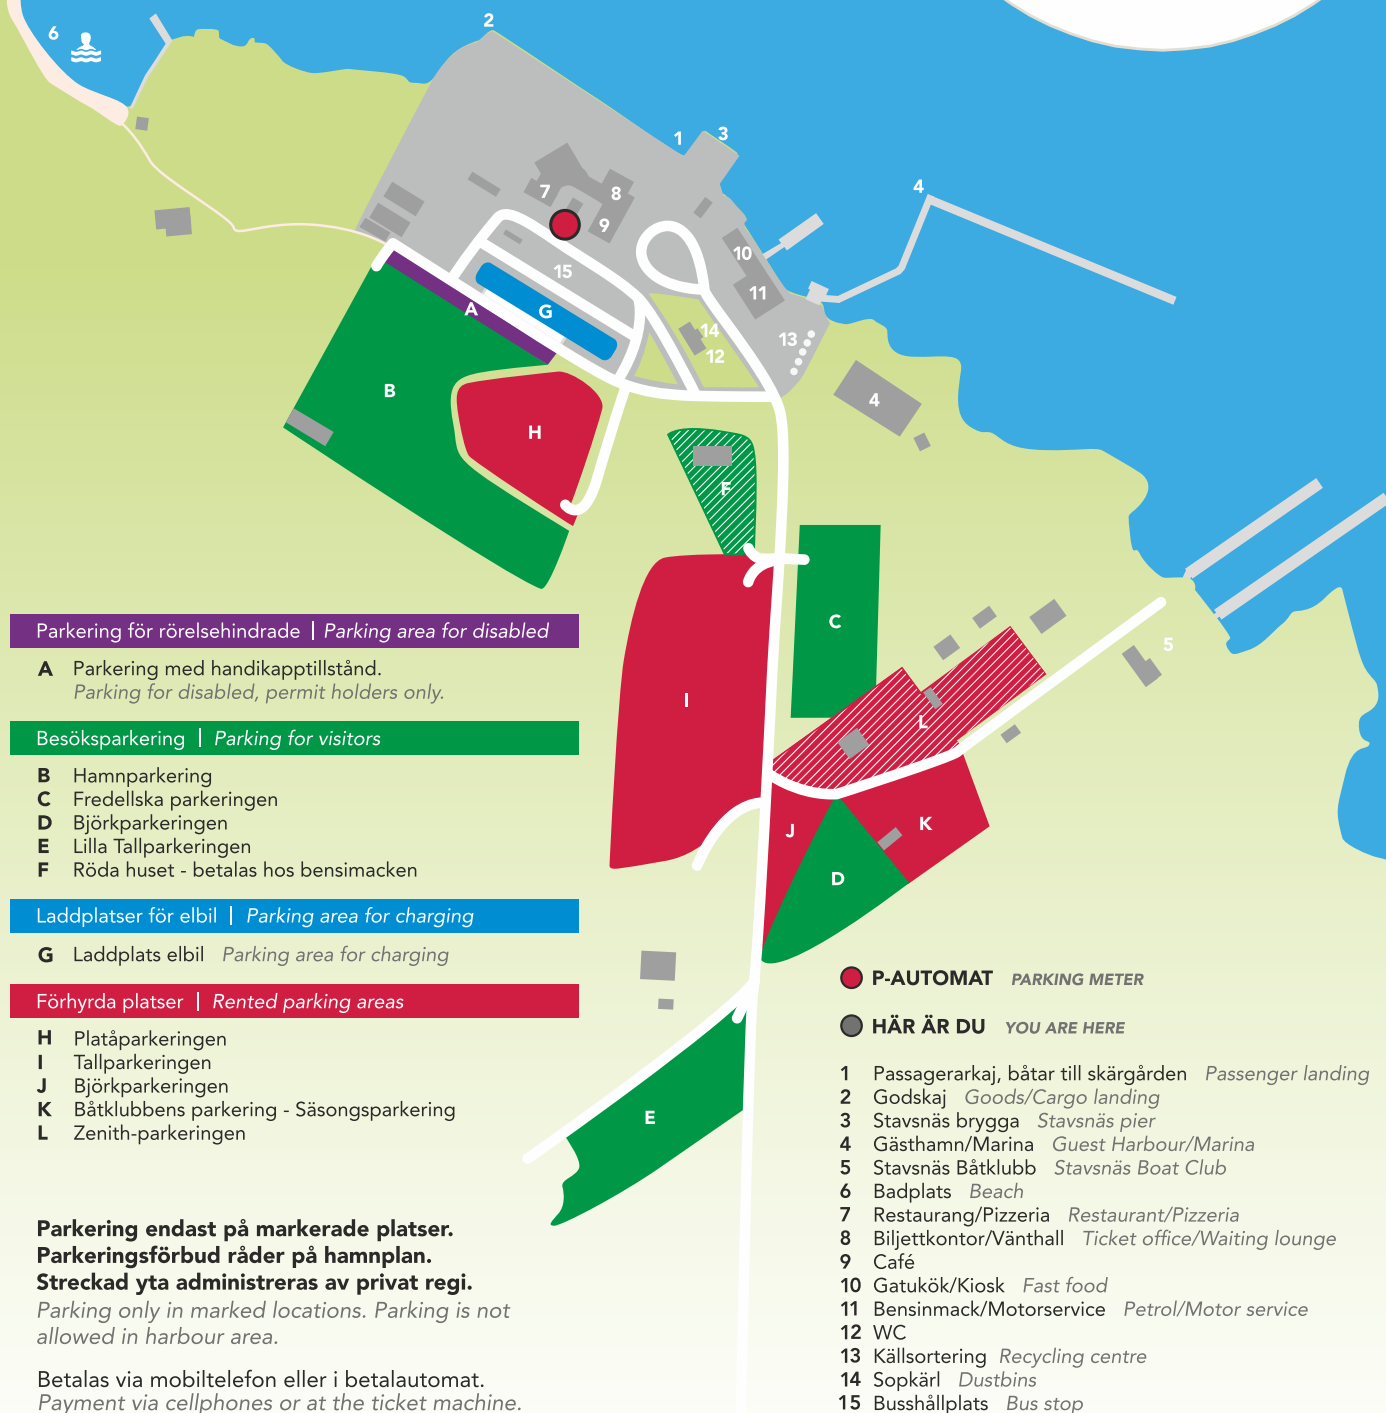 6
2
1
3
4
7
8
9
10
15
11
A
G
14
12
13
B
4
H
F
C
5
I
L
J
K
D
E
Parkering för rörelsehindrade | Parking area for disabled
A Parkering med handikapptillstånd.
Parking for disabled, permit holders only.
Besöksparkering | Parking for visitors
B Hamnparkering
C Fredellska parkeringen
D Björkparkeringen
E Lilla Tallparkeringen
F Röda huset - betalas hos bensimacken
Laddplatser för elbil | Parking area for charging
G Laddplats elbil Parking area for charging
Förhyrda platser | Rented parking areas
H Platåparkeringen
I Tallparkeringen
J Björkparkeringen
K Båtklubbens parkering - Säsongsparkering
L Zenith-parkeringen
Parkering endast på markerade platser.
Parkeringsförbud råder på hamnplan.
Streckad yta administreras av privat regi.
Parking only in marked locations. Parking is not
allowed in harbour area.
Betalas via mobiltelefon eller i betalautomat.
Payment via cellphones or at the ticket machine.
P-AUTOMAT PARKING METER
HÄR ÄR DU YOU ARE HERE
1 Passagerarkaj, båtar till skärgården Passenger landing
2 Godskaj Goods/Cargo landing
3 Stavsnäs brygga Stavsnäs pier
4 Gästhamn/Marina Guest Harbour/Marina
5 Stavsnäs Båtklubb Stavsnäs Boat Club
6 Badplats Beach
7 Restaurang/Pizzeria Restaurant/Pizzeria
8 Biljettkontor/Vänthall Ticket office/Waiting lounge
9 Café
10 Gatukök/Kiosk Fast food
11 Bensinmack/Motorservice Petrol/Motor service
12 WC
13 Källsortering Recycling centre
14 Sopkärl Dustbins
15 Busshållplats Bus stop